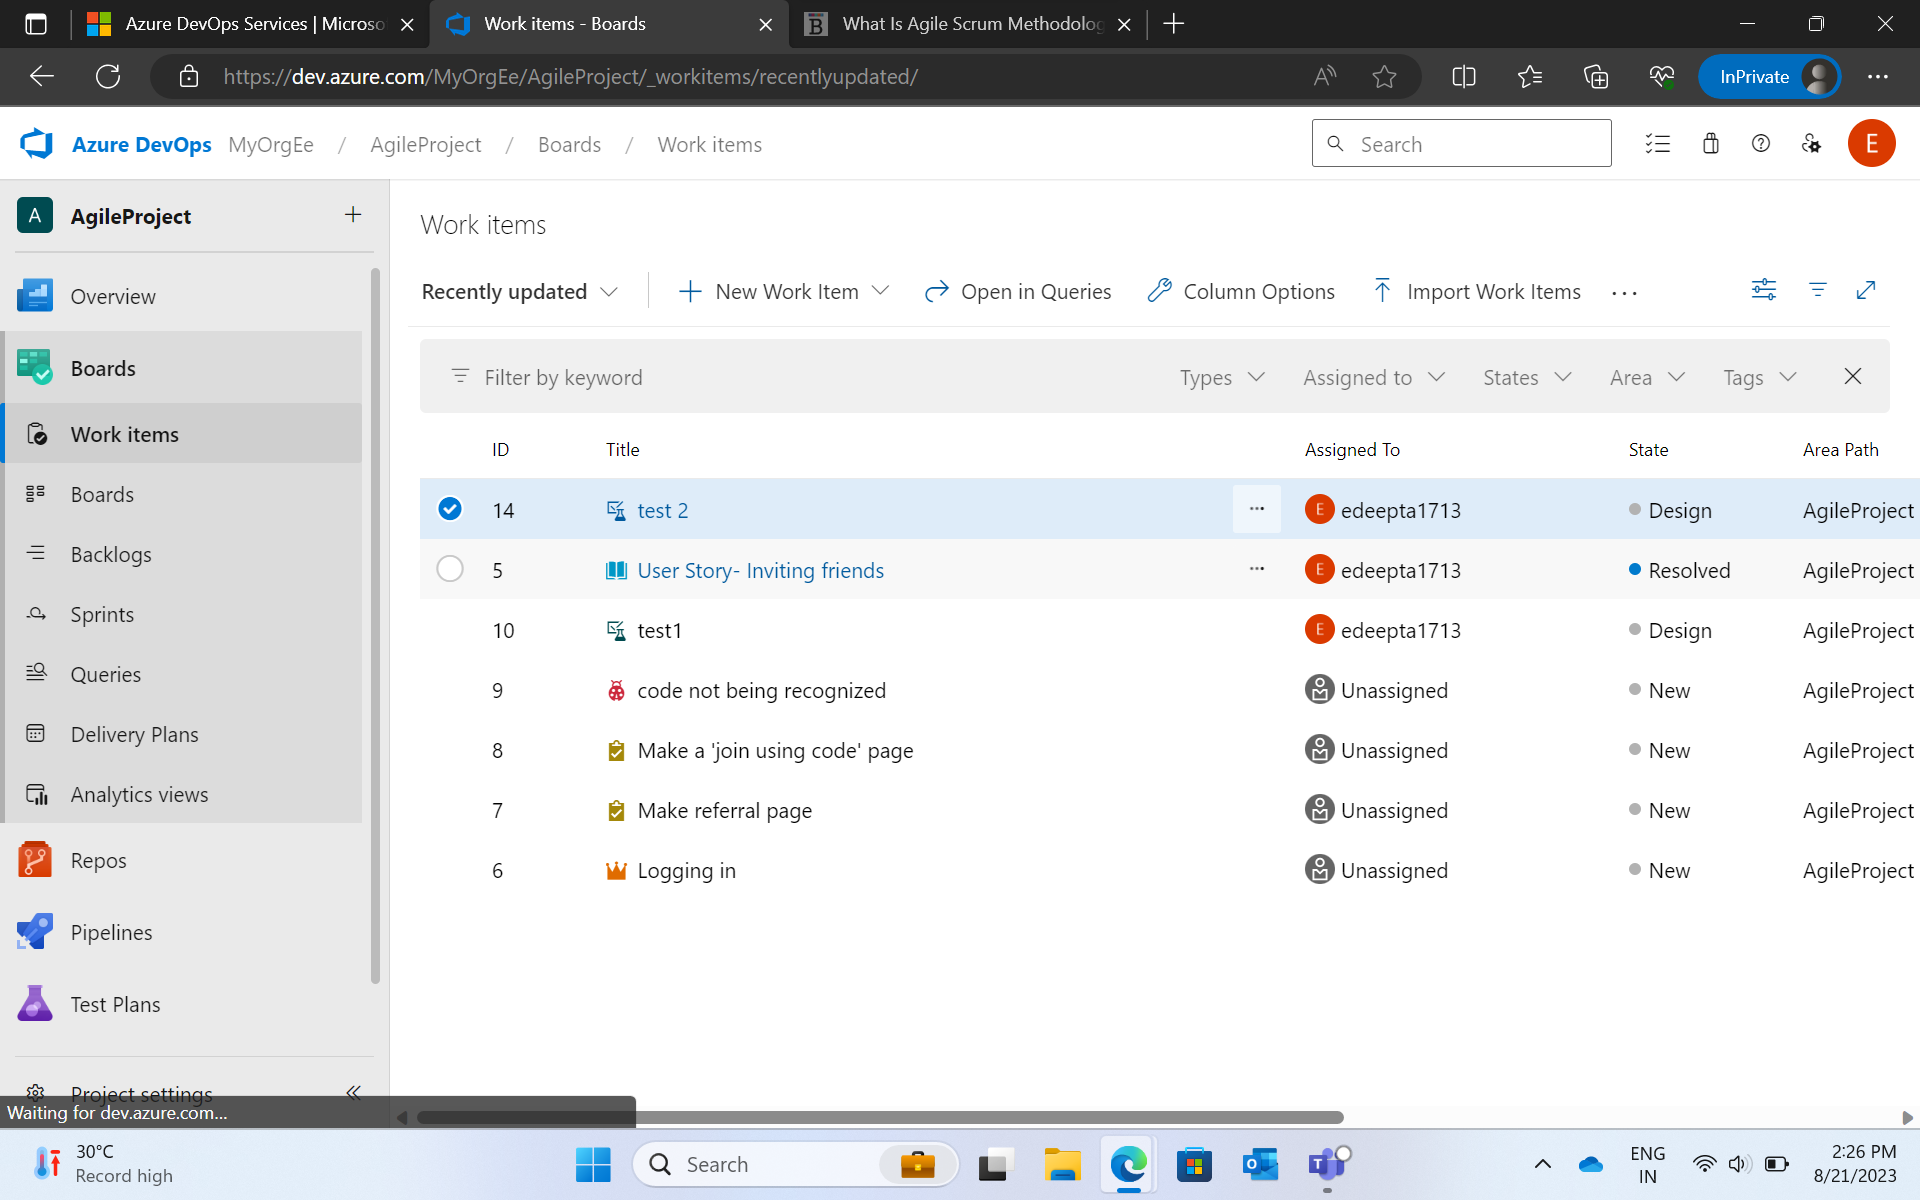 Azure DevOps Services | Microso
Work items - Boards
What Is Agile Scrum Methodolog
https://dev.azure.com/MyOrgEe/AgileProject/_workitems/recentlyupdated/
InPrivate
Azure DevOps MyOrgEe / AgileProject / Boards / Work items
Search
E
A AgileProject
Overview
Boards
Work items
Boards
Backlogs
Sprints
Queries
Delivery Plans
Analytics views
Repos
Pipelines
Test Plans
Project settings
Waiting for dev.azure.com...
Work items
Recently updated New Work Item Open in Queries Column Options Import Work Items
Filter by keyword Types Assigned to States Area Tags
ID Title Assigned To State Area Path
14 test 2 E edeepta1713 Design AgileProject
5 User Story- Inviting friends E edeepta1713 Resolved AgileProject
10 test1 E edeepta1713 Design AgileProject
9 code not being recognized Unassigned New AgileProject
8 Make a 'join using code' page Unassigned New AgileProject
7 Make referral page Unassigned New AgileProject
6 Logging in Unassigned New AgileProject
30°C
Record high
Search
ENG
IN
2:26 PM
8/21/2023